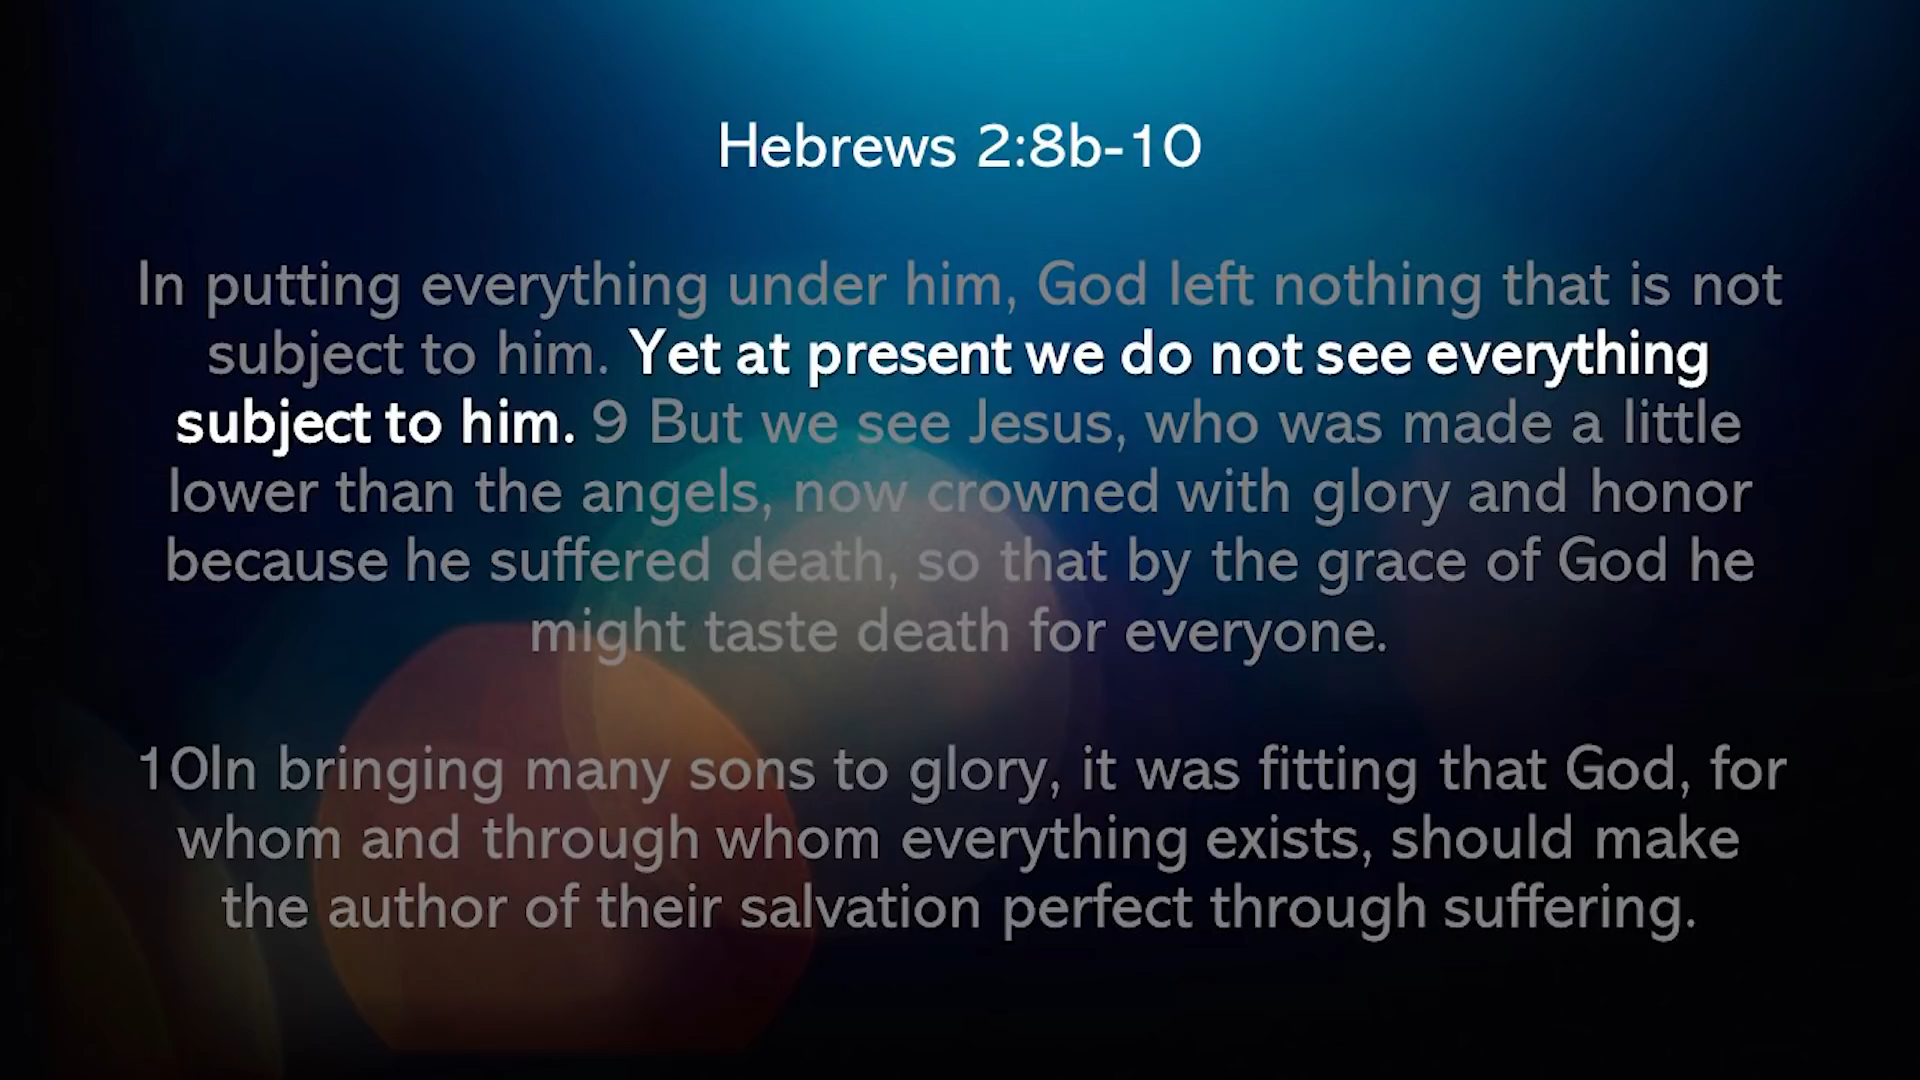 Hebrews 2:8b-10
In putting everything under him, God left nothing that is not
subject to him. Yet at present we do not see everything
subject to him. 9 But we see Jesus, who was made a little
lower than the angels, now crowned with glory and honor
because he suffered death, so that by the grace of God he
might taste death for everyone.
10In bringing many sons to glory, it was fitting that God, for
whom and through whom everything exists, should make
the author of their salvation perfect through suffering.